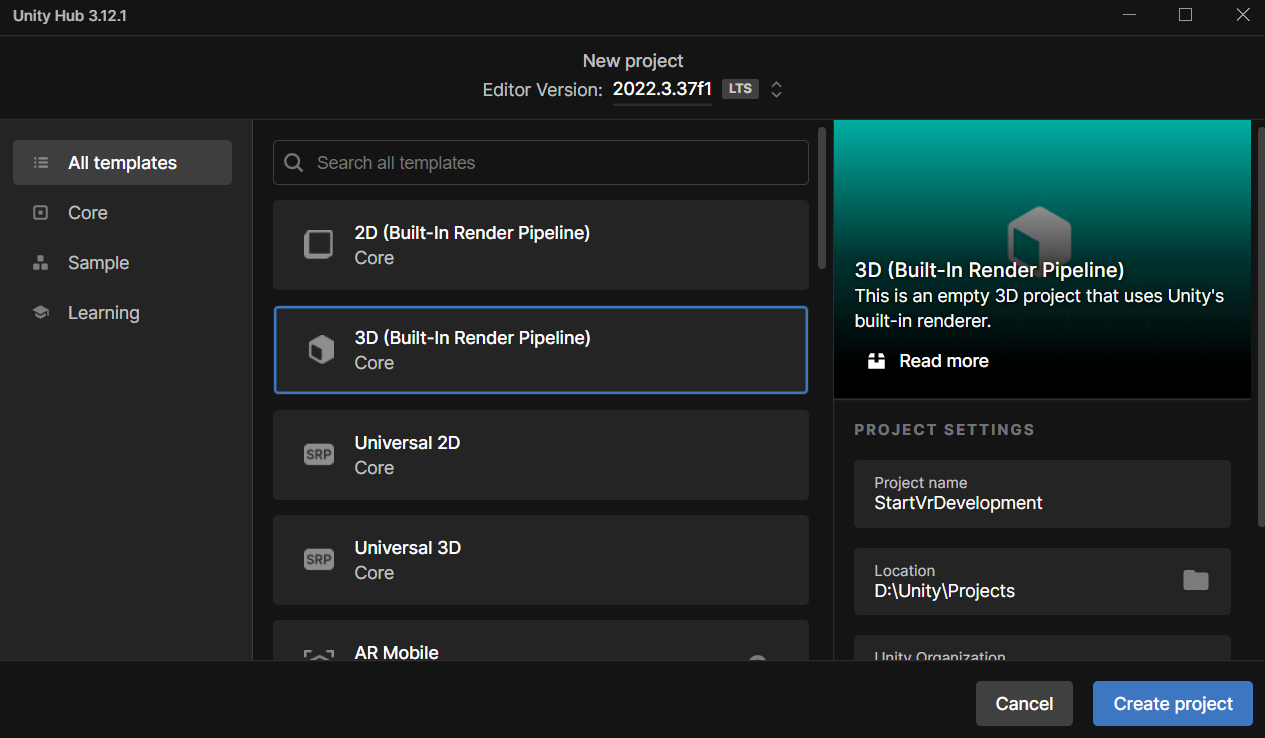 Unity Hub 3.12.1
New project
Editor Version: 2022.3.37f1 LTS
All templates
Core
Sample
Learning
Search all templates
2D (Built-In Render Pipeline)
Core
3D (Built-In Render Pipeline)
Core
SRP
Universal 2D
Core
SRP
Universal 3D
Core
AR Mobile
3D (Built-In Render Pipeline)
This is an empty 3D project that uses Unity's
built-in renderer.
Read more
PROJECT SETTINGS
Project name
StartVrDevelopment
Location
D:\Unity\Projects
Unity Organization
Cancel
Create project